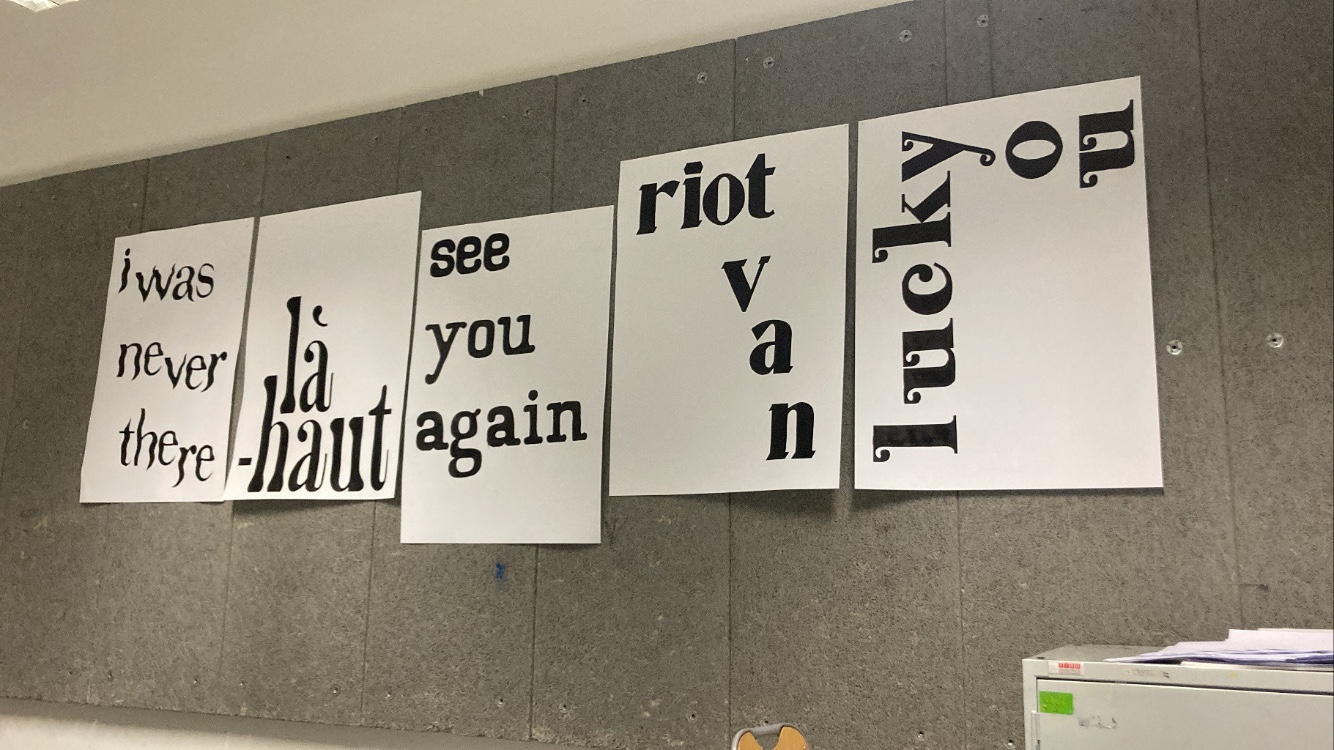 i was
never
there
là
-haut
see
you
again
riot
v
a
n
lucky
o
u